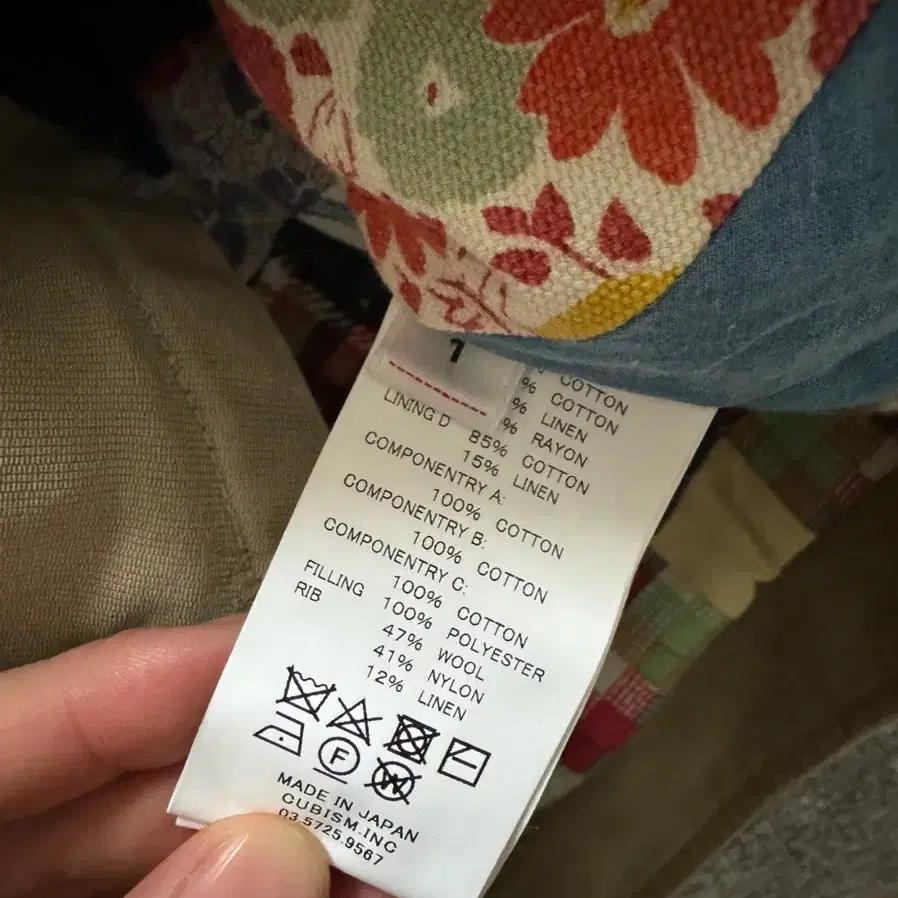 1
COTTON
% COTTON
% LINEN
% RAYON
LINING D 85% COTTON
15% LINEN
COMPONENTRY A:
100% COTTON
COMPONENTRY B:
100% COTTON
COMPONENTRY C:
100% COTTON
FILLING 100% POLYESTER
RIB 47% WOOL
41% NYLON
12% LINEN
F
W
MADE IN JAPAN
CUBISM.INC
03.5725.9567